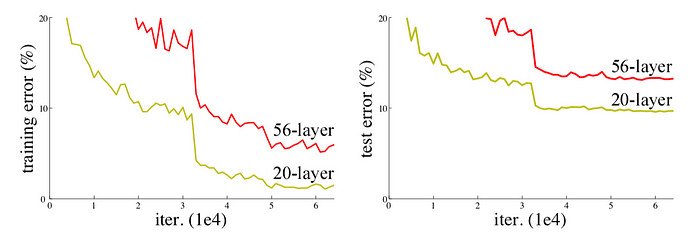 20
10
0
training error (%)
56-layer
20-layer
0 1 2 3 4 5 6
iter. (1e4)
20
10
0
test error (%)
56-layer
20-layer
0 1 2 3 4 5 6
iter. (1e4)